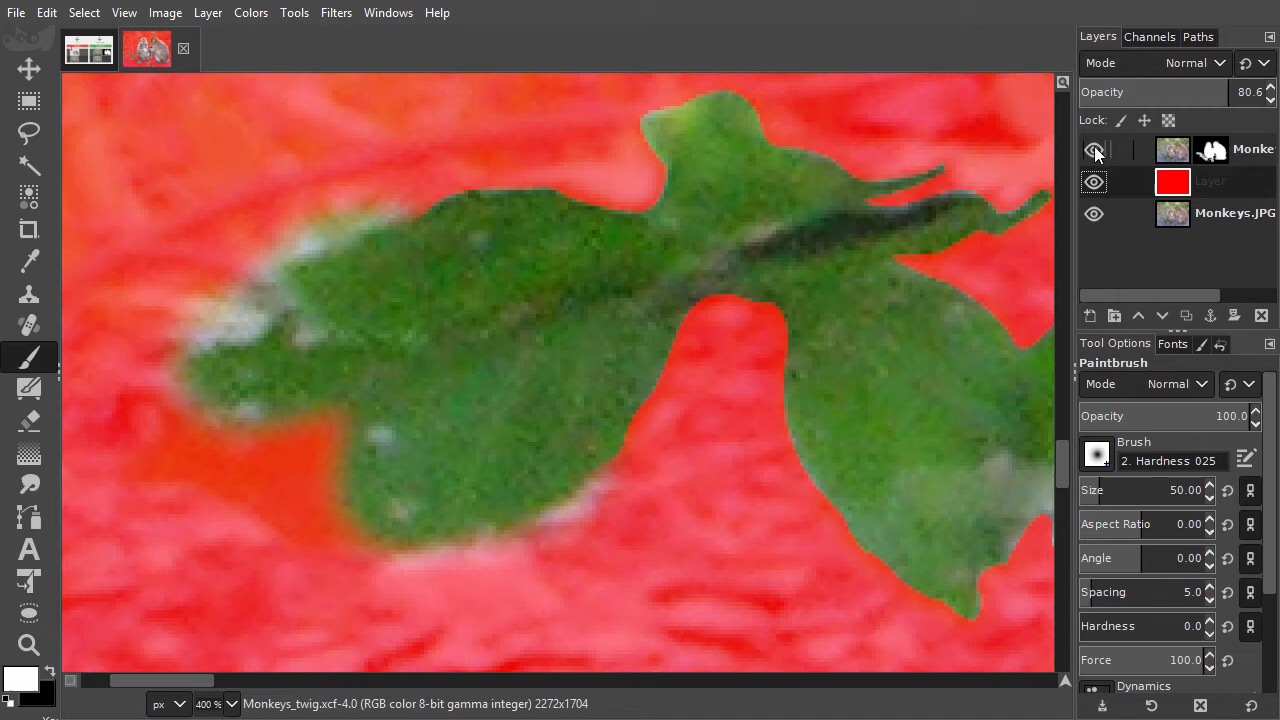 File Edit Select View Image Layer Colors Tools Filters Windows Help
Layers Channels Paths
Mode Normal
Opacity 80.6
Lock:
Monke
Layer
Monkeys.JPG
Tool Options Fonts
Paintbrush
Mode Normal
Opacity 100.0
Brush
2. Hardness 025
Size 50.00
Aspect Ratio 0.00
Angle 0.00
Spacing 5.0
Hardness 0.0
Force 100.0
Dynamics
px 400 % Monkeys_twig.xcf-4.0 (RGB color 8-bit gamma integer) 2272x1704